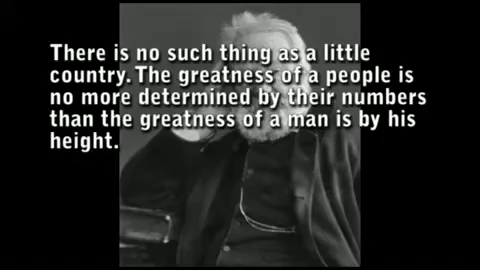 There is no such thing as a little
country. The greatness of a people is
no more determined by their numbers
than the greatness of a man is by his
height.